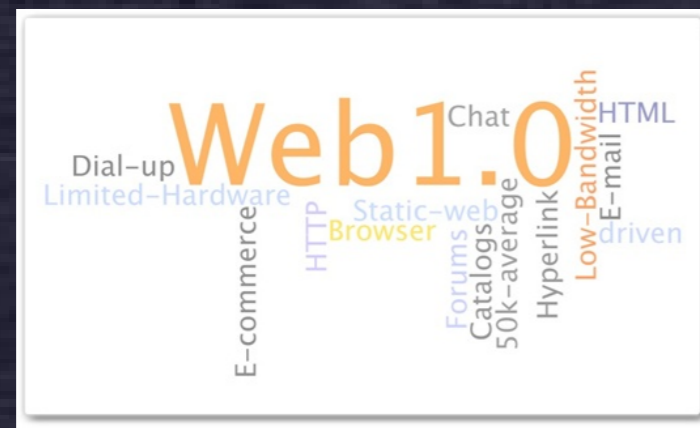 Web1.0
Chat
HTML
Dial-up
Limited-Hardware
Static-web
Browser
driven
E-commerce
HTTP
Forums
Catalogs
50k-average
Hyperlink
Low-Bandwidth
E-mail